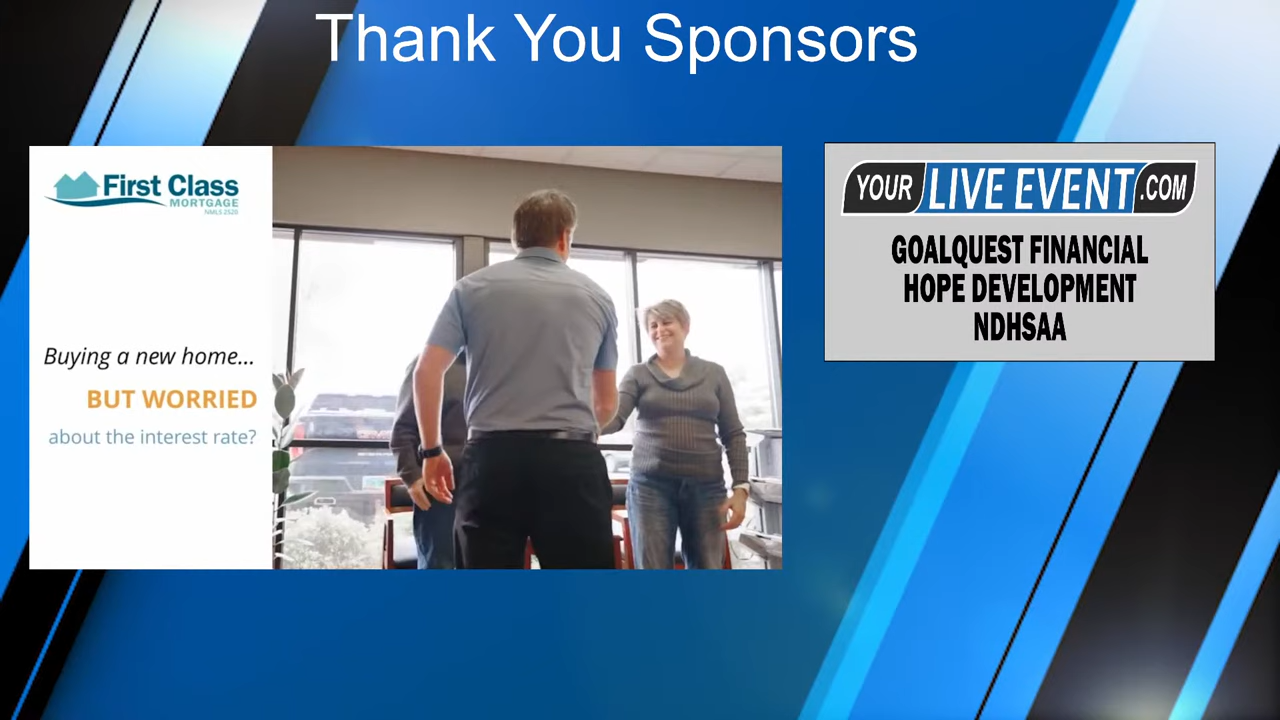 Thank You Sponsors
First Class
MORTGAGE
NMLS 2520
Buying a new home...
BUT WORRIED
about the interest rate?
YOUR LIVE EVENT .COM
GOALQUEST FINANCIAL
HOPE DEVELOPMENT
NDHSAA